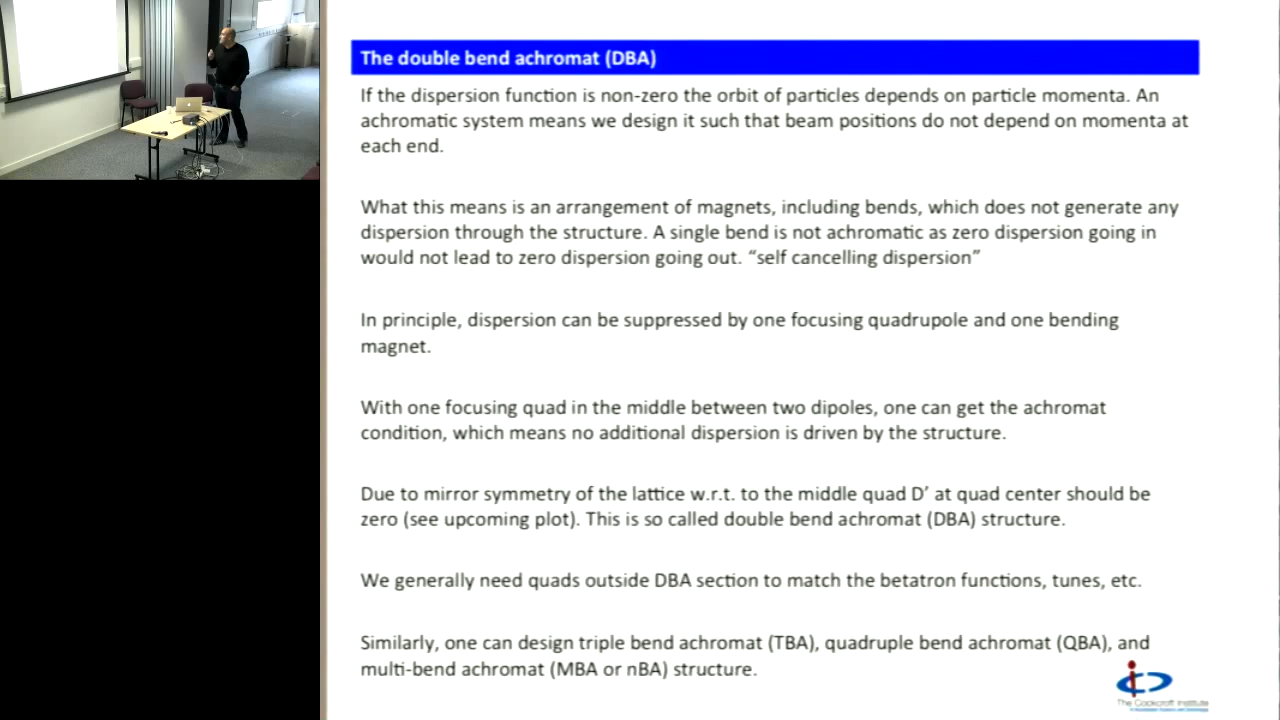 The double bend achromat (DBA)
If the dispersion function is non-zero the orbit of particles depends on particle momenta. An
achromatic system means we design it such that beam positions do not depend on momenta at
each end.
What this means is an arrangement of magnets, including bends, which does not generate any
dispersion through the structure. A single bend is not achromatic as zero dispersion going in
would not lead to zero dispersion going out. “self cancelling dispersion”
In principle, dispersion can be suppressed by one focusing quadrupole and one bending
magnet.
With one focusing quad in the middle between two dipoles, one can get the achromat
condition, which means no additional dispersion is driven by the structure.
Due to mirror symmetry of the lattice w.r.t. to the middle quad D’ at quad center should be
zero (see upcoming plot). This is so called double bend achromat (DBA) structure.
We generally need quads outside DBA section to match the betatron functions, tunes, etc.
Similarly, one can design triple bend achromat (TBA), quadruple bend achromat (QBA), and
multi-bend achromat (MBA or nBA) structure.
The Cockcroft Institute